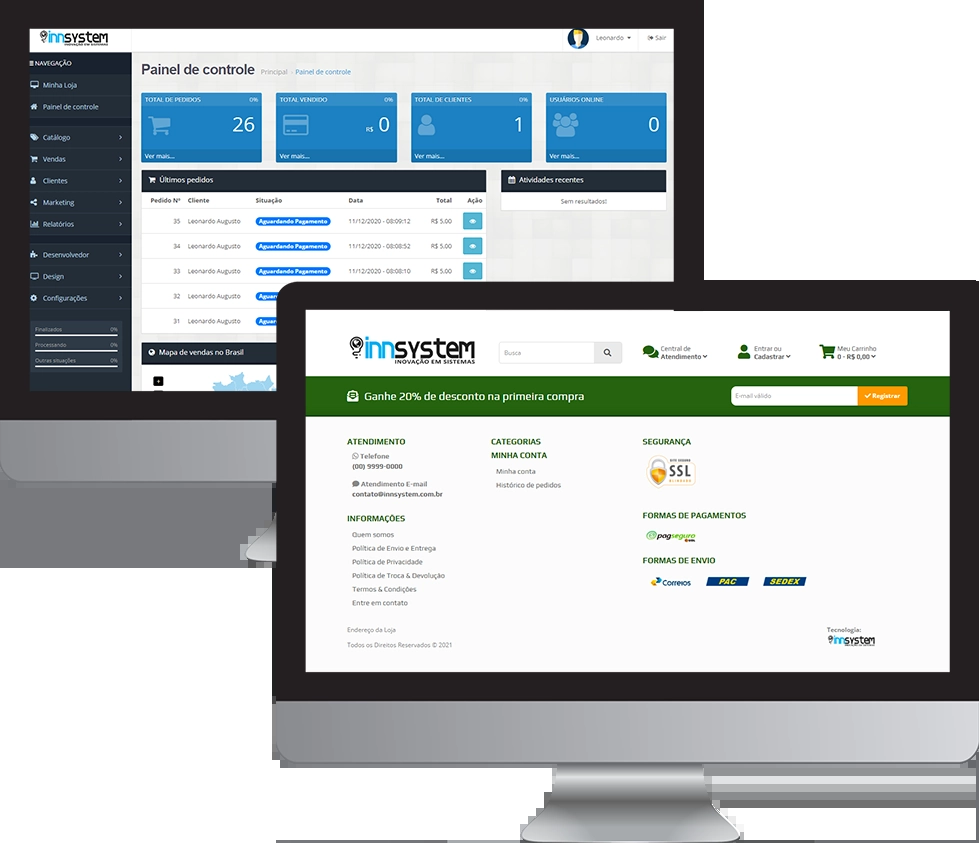 innsystem
INOVAÇÃO EM SISTEMAS
Leonardo
Sair
NAVEGAÇÃO
Minha Loja
Painel de controle
Catálogo
Vendas
Clientes
Marketing
Relatórios
Desenvolvedor
Design
Configurações
Finalizados 0%
Processando 0%
Outras situações 0%
Painel de controle Principal - Painel de controle
TOTAL DE PEDIDOS 0%
26
Ver mais...
TOTAL VENDIDO 0%
R$ 0
Ver mais...
TOTAL DE CLIENTES 0%
1
Ver mais...
USUÁRIOS ONLINE
0
Ver mais...
Últimos pedidos
Pedido Nº Cliente Situação Data Total Ação
35 Leonardo Augusto Aguardando Pagamento 11/12/2020 - 08:09:12 R$ 5,00
34 Leonardo Augusto Aguardando Pagamento 11/12/2020 - 08:08:52 R$ 5,00
33 Leonardo Augusto Aguardando Pagamento 11/12/2020 - 08:08:10 R$ 5,00
32 Leonardo Augusto
31 Leonardo Augusto
Mapa de vendas no Brasil
+
Atividades recentes
Sem resultados!
innsystem
INOVAÇÃO EM SISTEMAS
Busca
Central de
Atendimento
Entrar ou
Cadastrar
Meu Carrinho
0 - R$ 0,00
Ganhe 20% de desconto na primeira compra
E-mail válido
Registrar
ATENDIMENTO
Telefone
(00) 9999-0000
Atendimento E-mail
contato@innsystem.com.br
INFORMAÇÕES
Quem somos
Política de Envio e Entrega
Política de Privacidade
Política de Troca & Devolução
Termos & Condições
Entre em contato
CATEGORIAS
MINHA CONTA
Minha conta
Histórico de pedidos
SEGURANÇA
SITE SEGURO
SSL
BLINDADO
FORMAS DE PAGAMENTOS
pagseguro
FORMAS DE ENVIO
Correios
PAC
SEDEX
Endereço da Loja
Todos os Direitos Reservados © 2021
Tecnologia:
innsystem